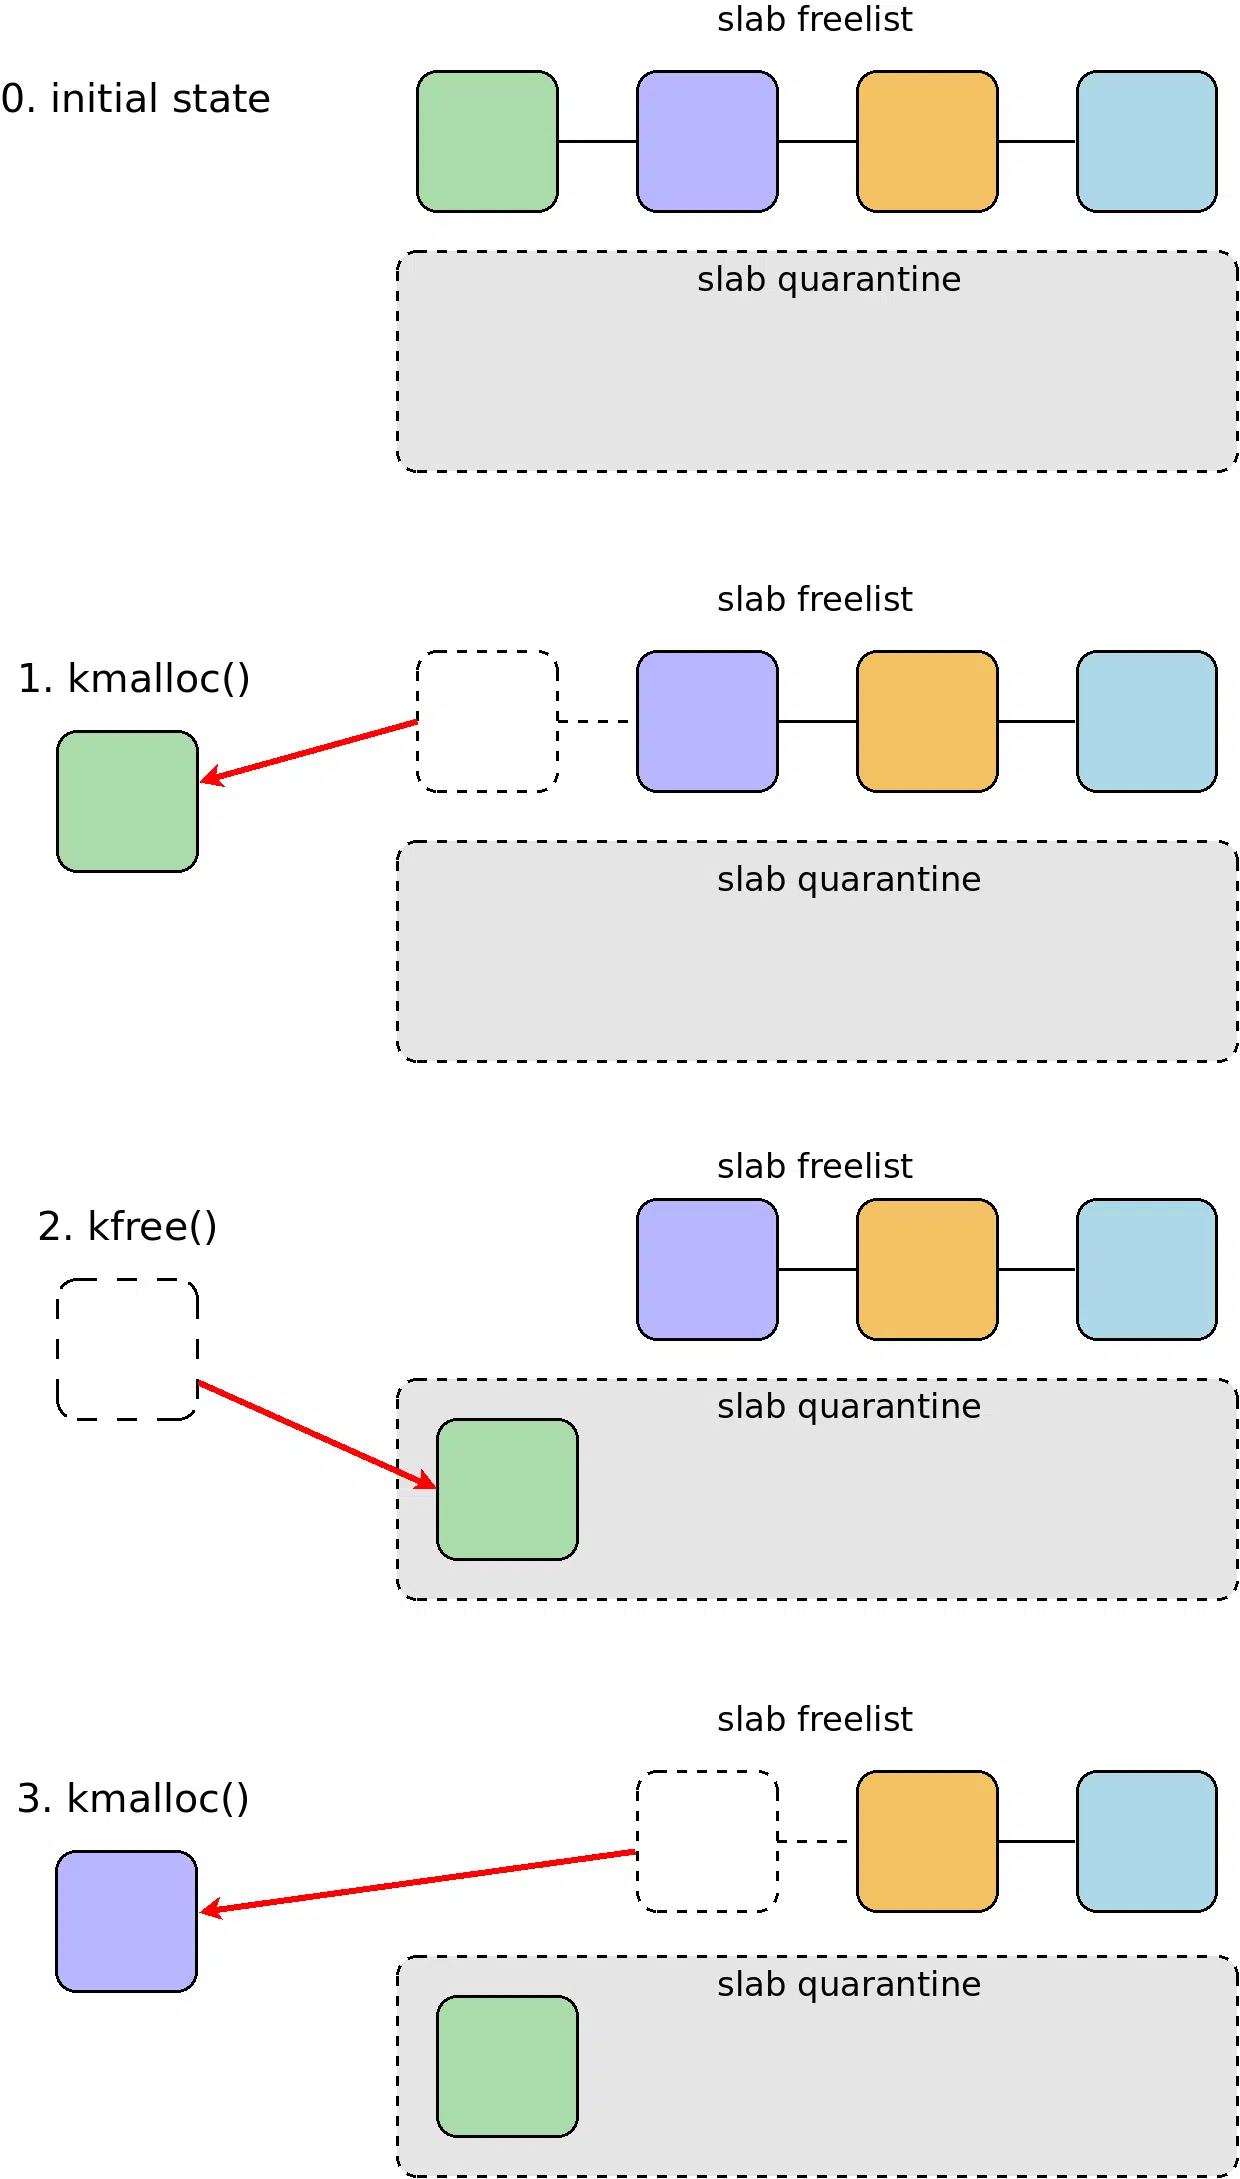 slab freelist
0. initial state
slab quarantine
slab freelist
1. kmalloc()
slab quarantine
slab freelist
2. kfree()
slab quarantine
slab freelist
3. kmalloc()
slab quarantine